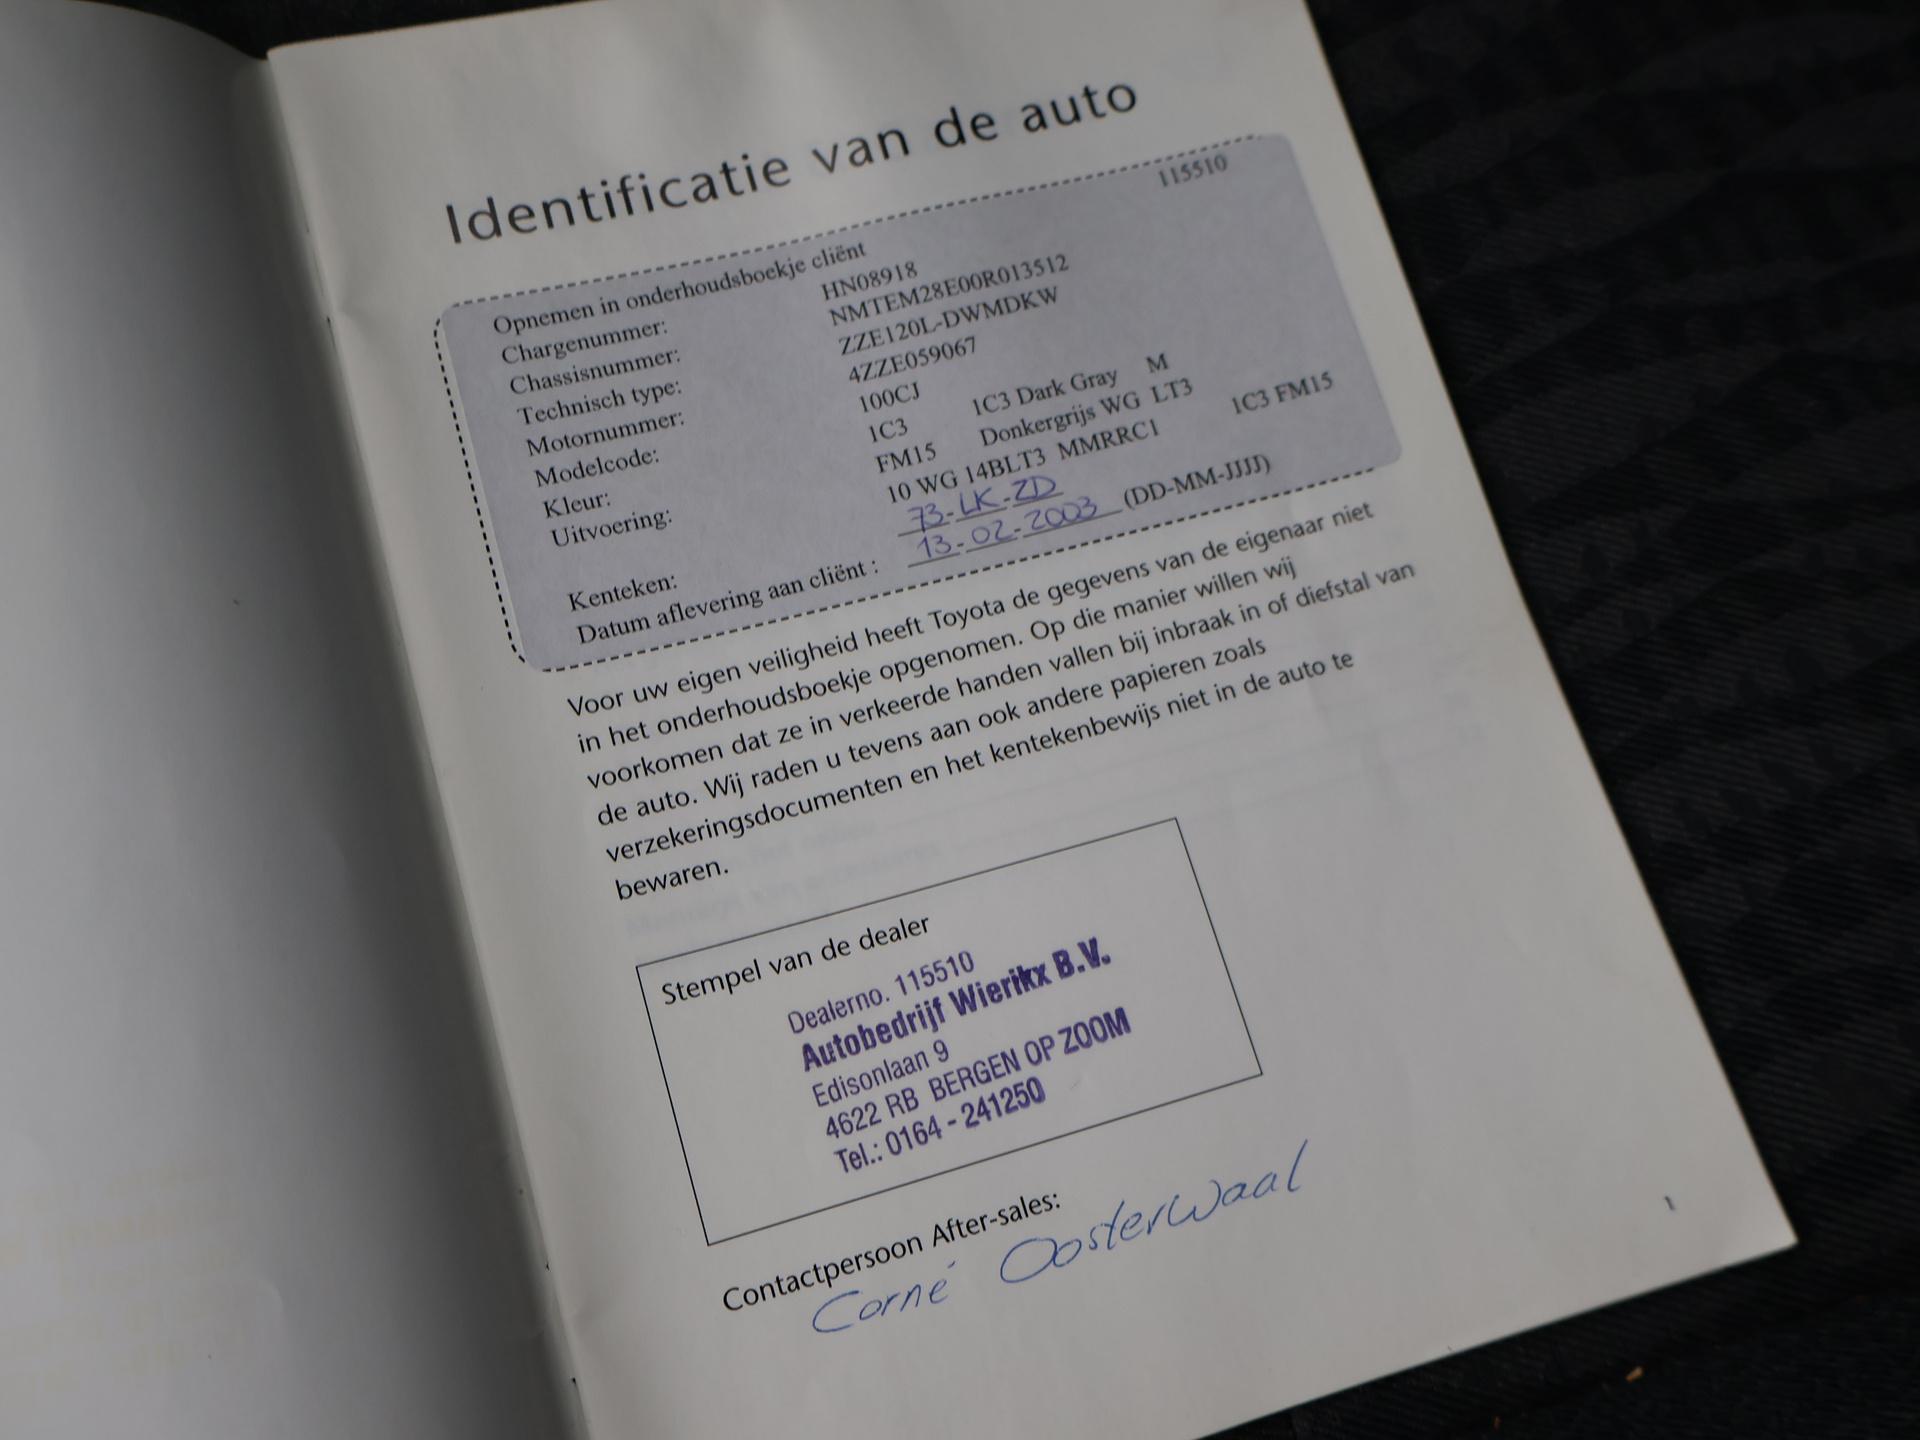 Identificatie van de auto
115510
Opnemen in onderhoudsboekje cliënt
Chargenummer: HN08918
Chassisnummer: NMTEM28E00R013512
Technisch type: ZZE120L-DWMDKW
Motornummer: 4ZZE059067
Modelcode: 100CJ
Kleur: 1C3 1C3 Dark Gray M
Uitvoering: FM15 Donkergrijs WG LT3
10 WG 14BLT3 MMRRC1 1C3 FM15
Kenteken: 73-LK-ZD
Datum aflevering aan cliënt : 13-02-2003 (DD-MM-JJJJ)
Voor uw eigen veiligheid heeft Toyota de gegevens van de eigenaar niet
in het onderhoudsboekje opgenomen. Op die manier willen wij
voorkomen dat ze in verkeerde handen vallen bij inbraak in of diefstal van
de auto. Wij raden u tevens aan ook andere papieren zoals
verzekeringsdocumenten en het kentekenbewijs niet in de auto te
bewaren.
Stempel van de dealer
Dealerno. 115510
Autobedrijf Wierikx B.V.
Edisonlaan 9
4622 RB BERGEN OP ZOOM
Tel.: 0164 - 241250
Contactpersoon After-sales:
Corné Oosterwaal
1